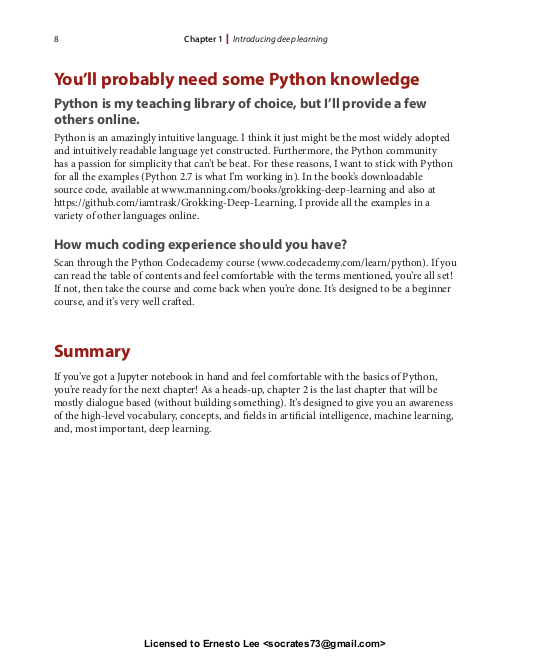 8
Chapter 1 | Introducing deep learning
You'll probably need some Python knowledge
Python is my teaching library of choice, but I'll provide a few
others online.
Python is an amazingly intuitive language. I think it just might be the most widely adopted
and intuitively readable language yet constructed. Furthermore, the Python community
has a passion for simplicity that can't be beat. For these reasons, I want to stick with Python
for all the examples (Python 2.7 is what I'm working in). In the book's downloadable
source code, available at www.manning.com/books/grokking-deep-learning and also at
https://github.com/iamtrask/Grokking-Deep-Learning, I provide all the examples in a
variety of other languages online.
How much coding experience should you have?
Scan through the Python Codecademy course (www.codecademy.com/learn/python). If you
can read the table of contents and feel comfortable with the terms mentioned, you're all set!
If not, then take the course and come back when you're done. It's designed to be a beginner
course, and it's very well crafted.
Summary
If you've got a Jupyter notebook in hand and feel comfortable with the basics of Python,
you're ready for the next chapter! As a heads-up, chapter 2 is the last chapter that will be
mostly dialogue based (without building something). It's designed to give you an awareness
of the high-level vocabulary, concepts, and fields in artificial intelligence, machine learning,
and, most important, deep learning.
Licensed to Ernesto Lee <socrates73@gmail.com>